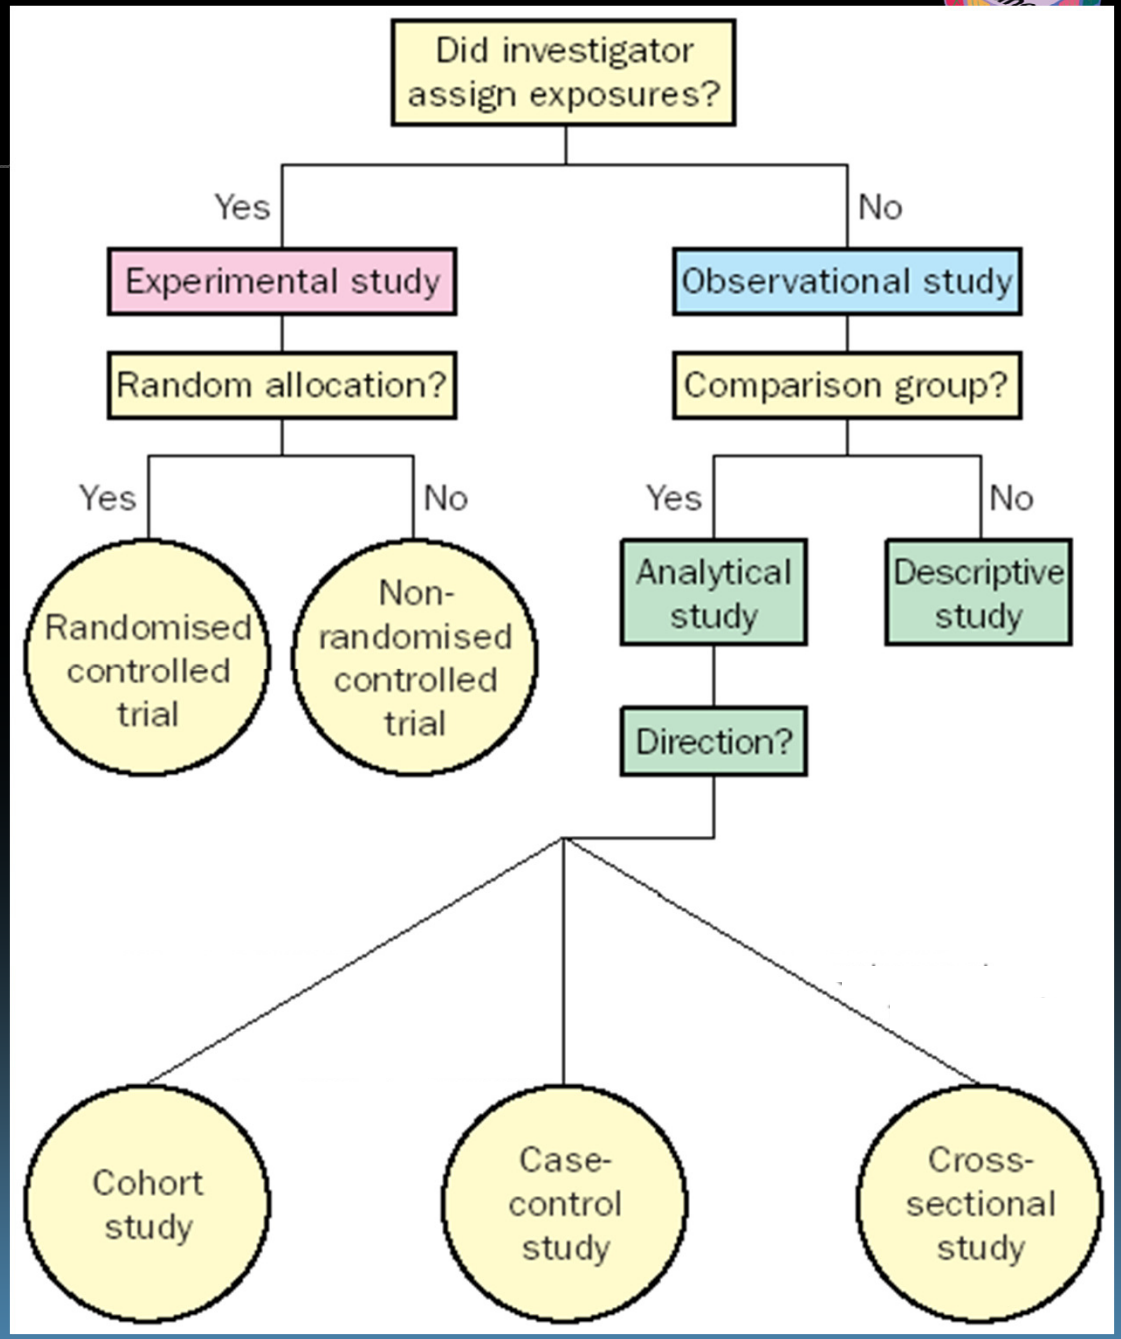 Did investigator
assign exposures?
Yes
No
Experimental study
Observational study
Random allocation?
Comparison group?
Yes
No
Yes
No
Randomised
controlled
trial
Non-
randomised
controlled
trial
Analytical
study
Descriptive
study
Direction?
Cohort
study
Case-
control
study
Cross-
sectional
study